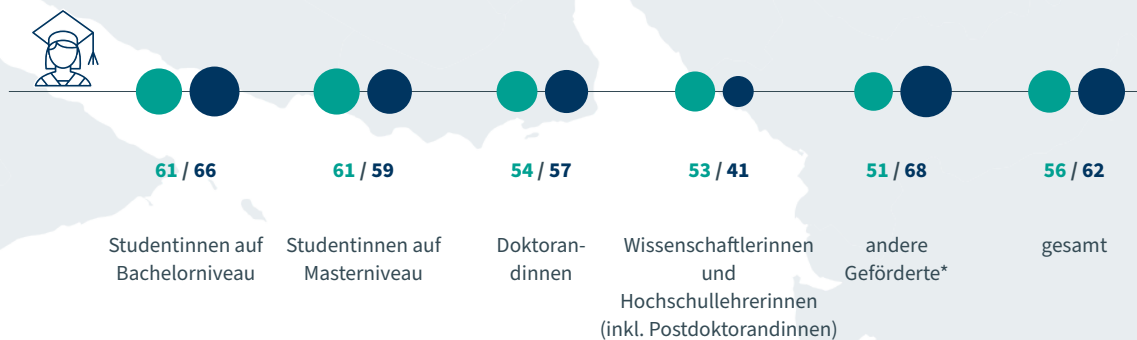 61 / 66
61 / 59
54 / 57
53 / 41
51 / 68
56 / 62
Studentinnen auf
Bachelorniveau
Studentinnen auf
Masterniveau
Doktoran-
dinnen
Wissenschaftlerinnen
und
Hochschullehrerinnen
(inkl. Postdoktorandinnen)
andere
Geförderte*
gesamt